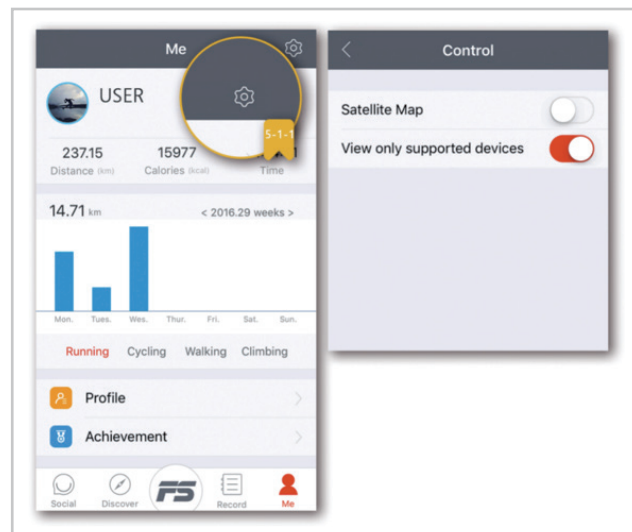 Me
USER
5-1-1
237.15
15977
1
Distance (km)
Calories (kcal)
Time
14.71 km
< 2016.29 weeks >
Mon. Tues. Wes. Thur. Fri. Sat. Sun.
Running Cycling Walking Climbing
Profile
Achievement
Social
Discover
FS
Record
Me
Control
Satellite Map
View only supported devices